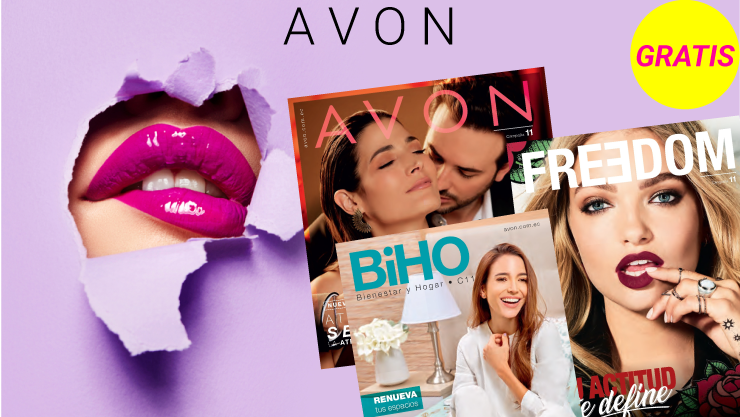 AVON
GRATIS
avon.com.ec
AVON
Campaña 11
FREEDOM
11
avon.com.ec
BiHO
Bienestar y Hogar • C11
RENUEVA
tus espacios
ACTITUD
define